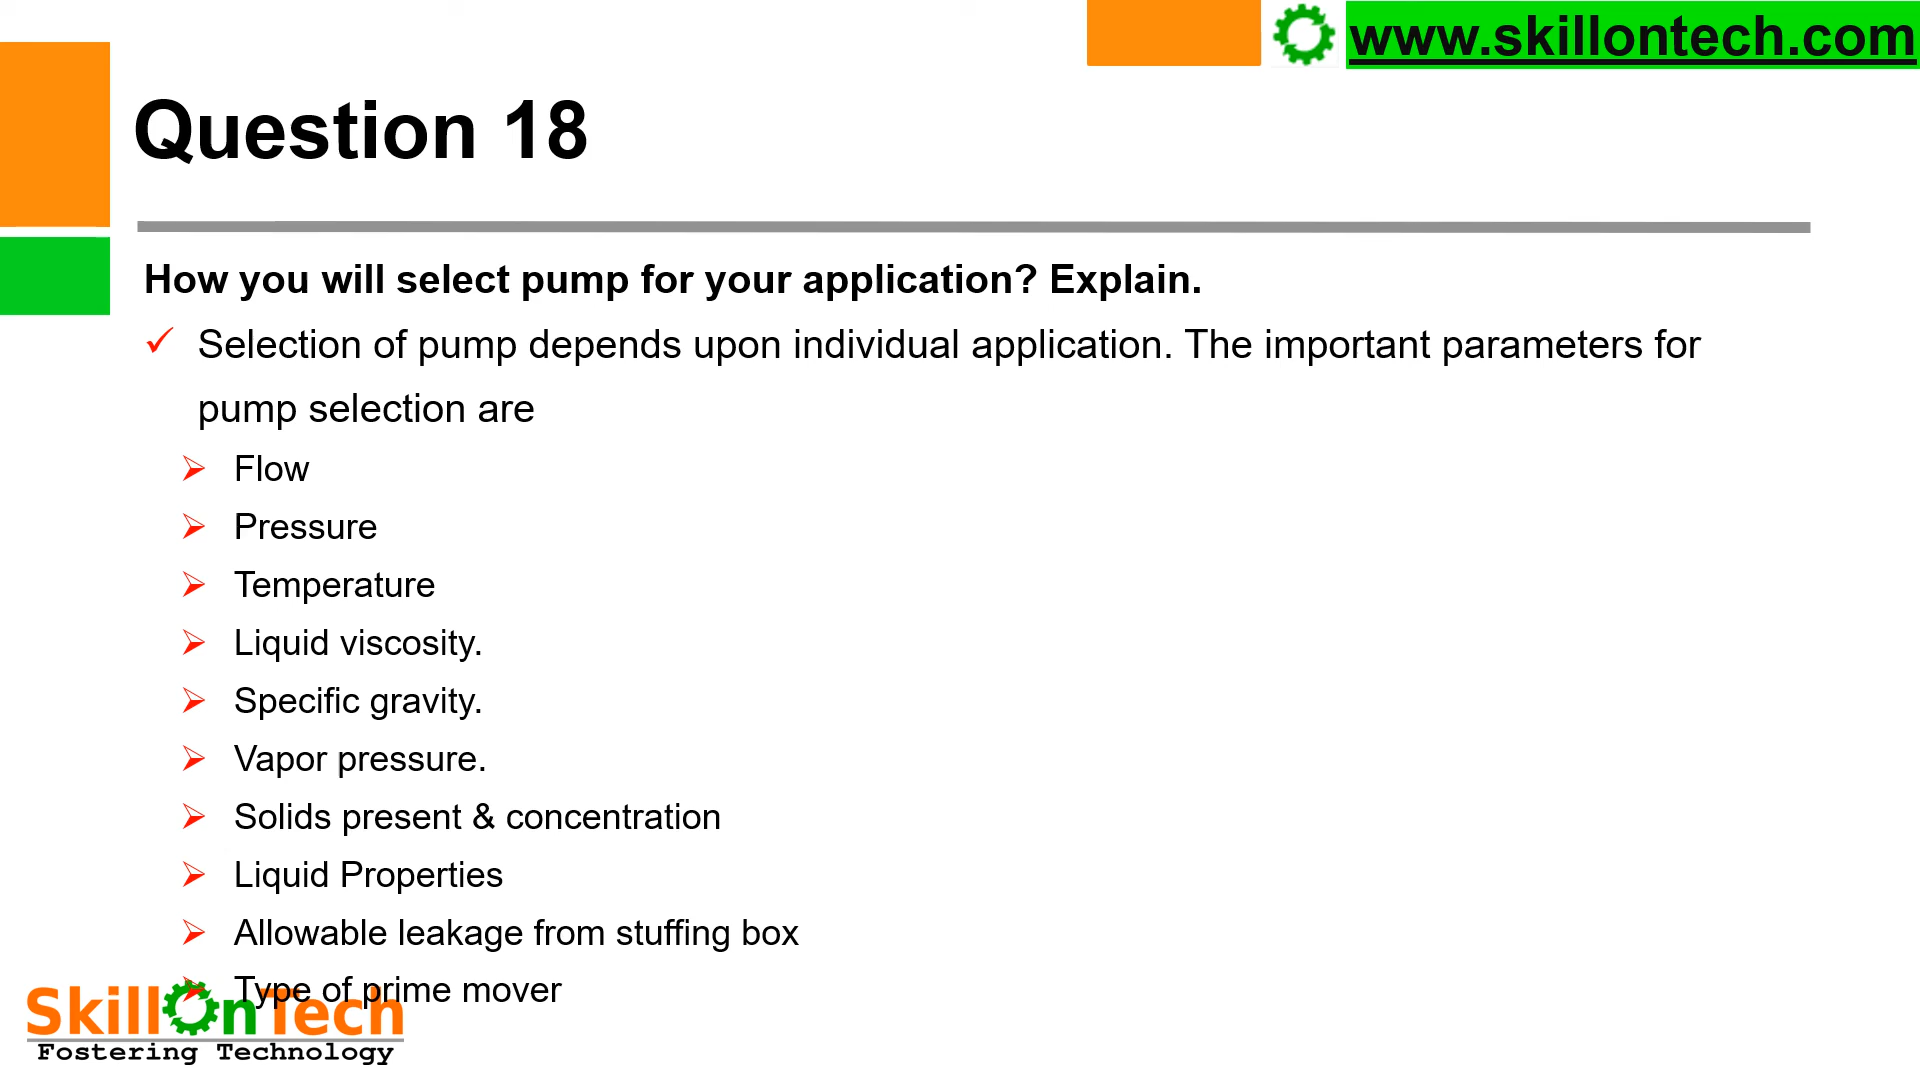 www.skillontech.com
Question 18
How you will select pump for your application? Explain.
✓ Selection of pump depends upon individual application. The important parameters for
pump selection are
➢ Flow
➢ Pressure
➢ Temperature
➢ Liquid viscosity.
➢ Specific gravity.
➢ Vapor pressure.
➢ Solids present & concentration
➢ Liquid Properties
➢ Allowable leakage from stuffing box
➢ Type of prime mover
SkillOnTech
Fostering Technology